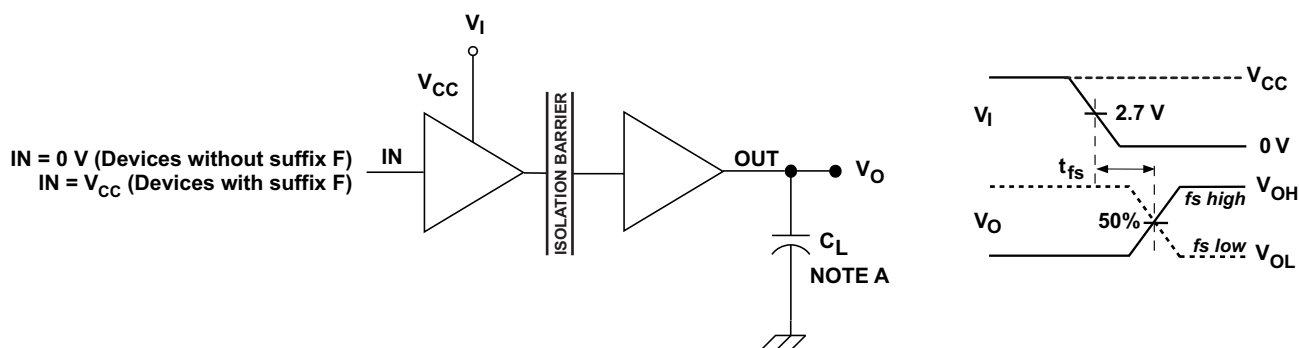 V_I
V_CC
ISOLATION BARRIER
IN = 0 V (Devices without suffix F)
IN = V_CC (Devices with suffix F)
IN
OUT
V_O
C_L
NOTE A
V_CC
V_I
2.7 V
0 V
t_fs
V_OH
fs high
V_O
50%
fs low
V_OL